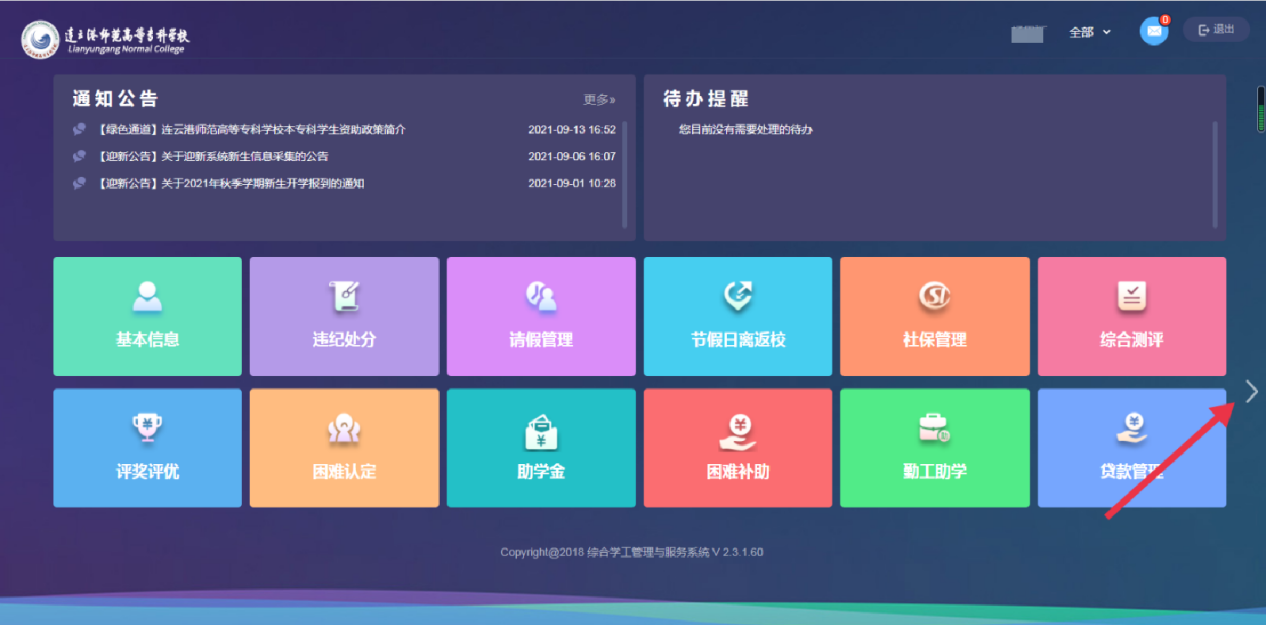 连云港师范高等专科学校
Lianyungang Normal College
全部
0
退出
通知公告
更多»
【绿色通道】连云港师范高等专科学校本专科学生资助政策简介
2021-09-13 16:52
【迎新公告】关于迎新系统新生信息采集的公告
2021-09-06 16:07
【迎新公告】关于2021年秋季学期新生开学报到的通知
2021-09-01 10:28
待办提醒
您目前没有需要处理的待办
基本信息
违纪处分
请假管理
节假日离返校
社保管理
综合测评
评奖评优
困难认定
助学金
困难补助
勤工助学
贷款管理
Copyright@2018 综合学工管理与服务系统 V 2.3.1.60